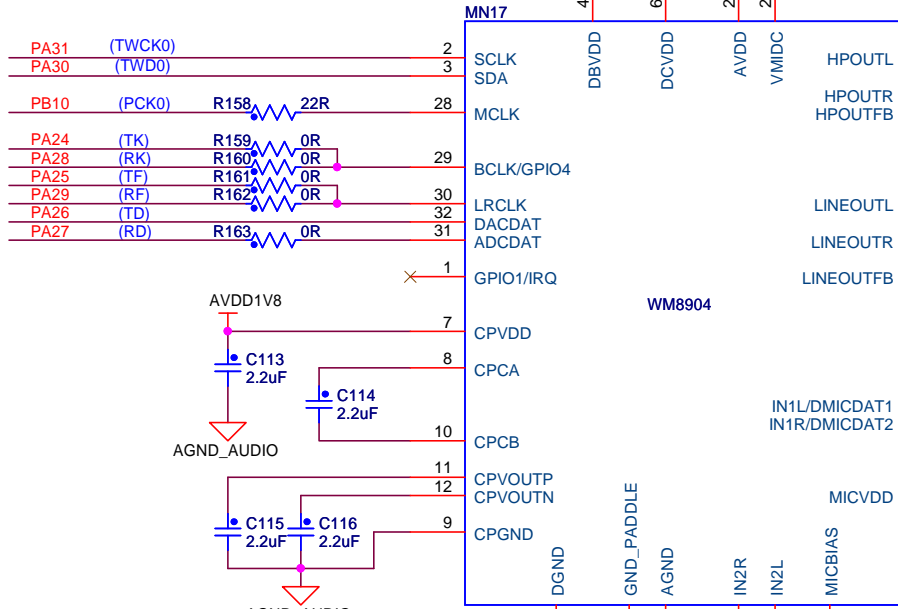 MN17
4 6 2 2
PA31 (TWCK0) 2 SCLK
PA30 (TWD0) 3 SDA
DBVDD DCVDD AVDD VMIDC
HPOUTL
HPOUTR
PB10 (PCK0) R158 22R 28 MCLK HPOUTFB
PA24 (TK) R159 0R
PA28 (RK) R160 0R 29 BCLK/GPIO4
PA25 (TF) R161 0R
PA29 (RF) R162 0R 30 LRCLK LINEOUTL
PA26 (TD) 32 DACDAT
PA27 (RD) R163 0R 31 ADCDAT LINEOUTR
1 GPIO1/IRQ LINEOUTFB
AVDD1V8
WM8904
7 CPVDD
C113
2.2uF
8 CPCA
C114
2.2uF
IN1L/DMICDAT1
IN1R/DMICDAT2
10 CPCB
AGND_AUDIO
11 CPVOUTP
12 CPVOUTN MICVDD
C115 C116
2.2uF 2.2uF
9 CPGND
DGND GND_PADDLE AGND IN2R IN2L MICBIAS
AGND_AUDIO